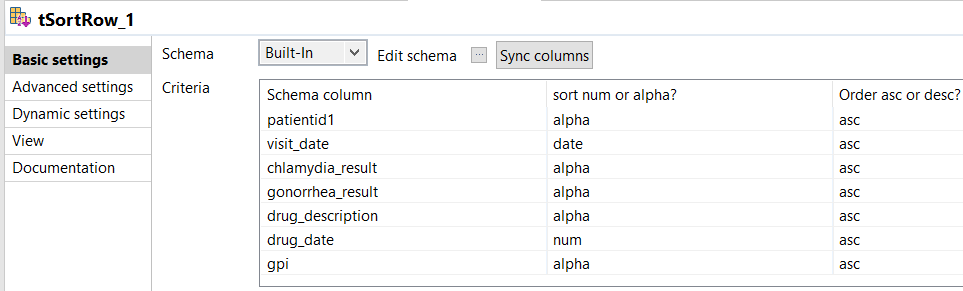 tSortRow_1
Basic settings
Advanced settings
Dynamic settings
View
Documentation
Schema Built-In Edit schema ... Sync columns
Criteria
Schema column sort num or alpha? Order asc or desc?
patientid1 alpha asc
visit_date date asc
chlamydia_result alpha asc
gonorrhea_result alpha asc
drug_description alpha asc
drug_date num asc
gpi alpha asc